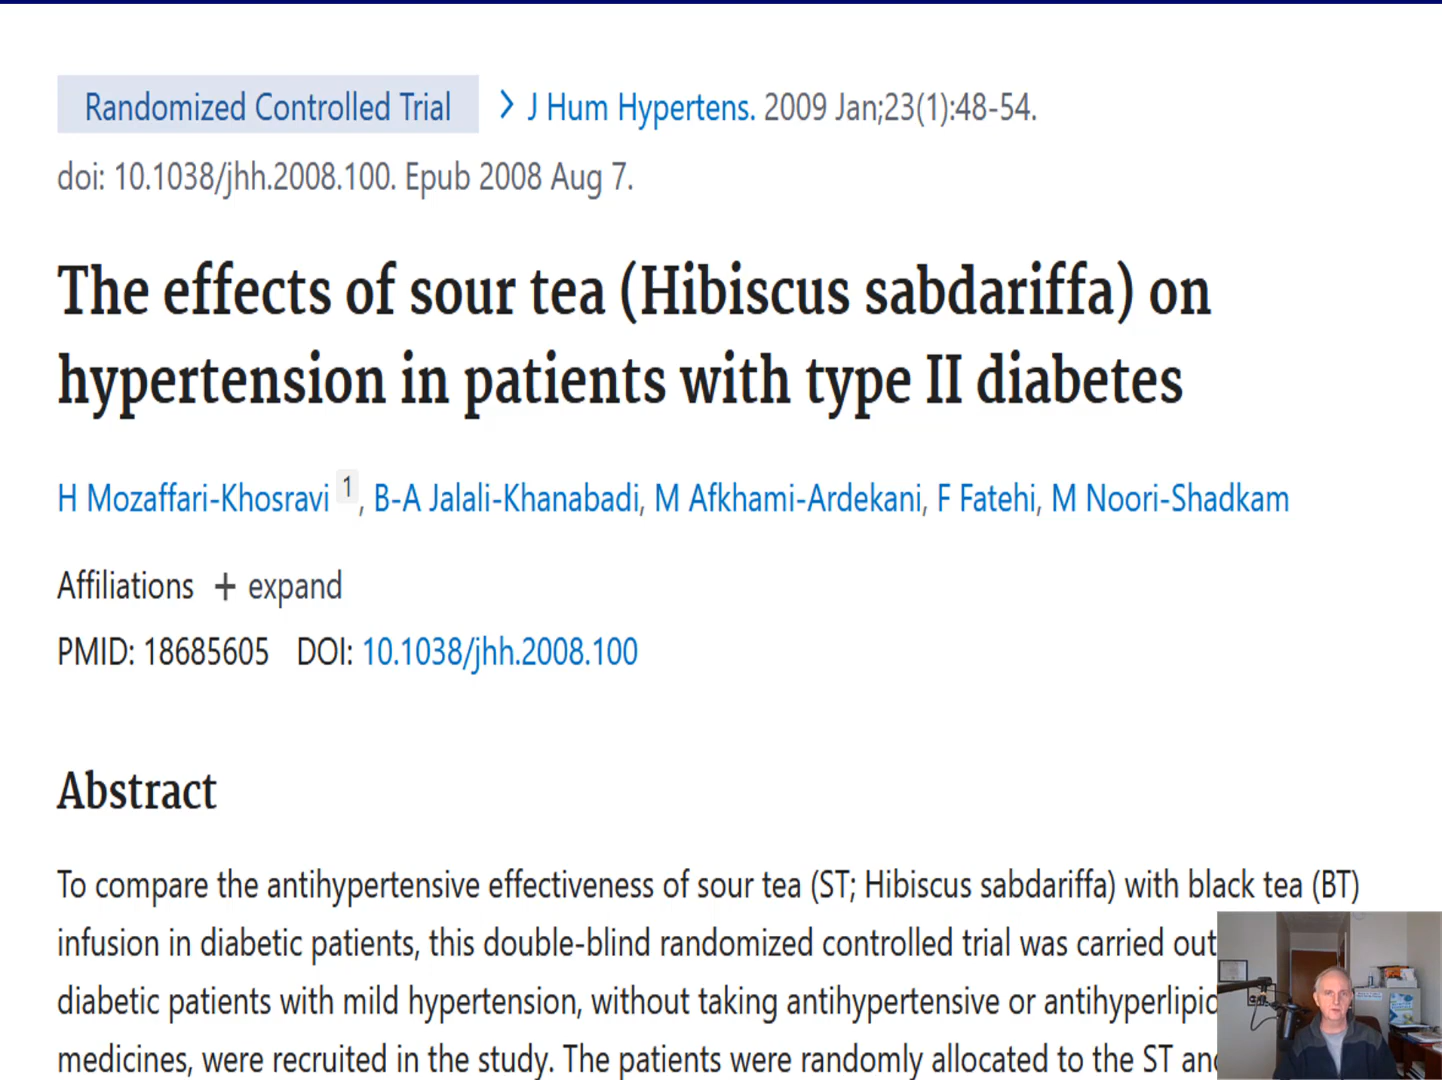 Randomized Controlled Trial > J Hum Hypertens. 2009 Jan;23(1):48-54.
doi: 10.1038/jhh.2008.100. Epub 2008 Aug 7.
The effects of sour tea (Hibiscus sabdariffa) on
hypertension in patients with type II diabetes
H Mozaffari-Khosravi 1, B-A Jalali-Khanabadi, M Afkhami-Ardekani, F Fatehi, M Noori-Shadkam
Affiliations + expand
PMID: 18685605 DOI: 10.1038/jhh.2008.100
Abstract
To compare the antihypertensive effectiveness of sour tea (ST; Hibiscus sabdariffa) with black tea (BT)
infusion in diabetic patients, this double-blind randomized controlled trial was carried out
diabetic patients with mild hypertension, without taking antihypertensive or
medicines, were recruited in the study. The patients were randomly allocated to the ST